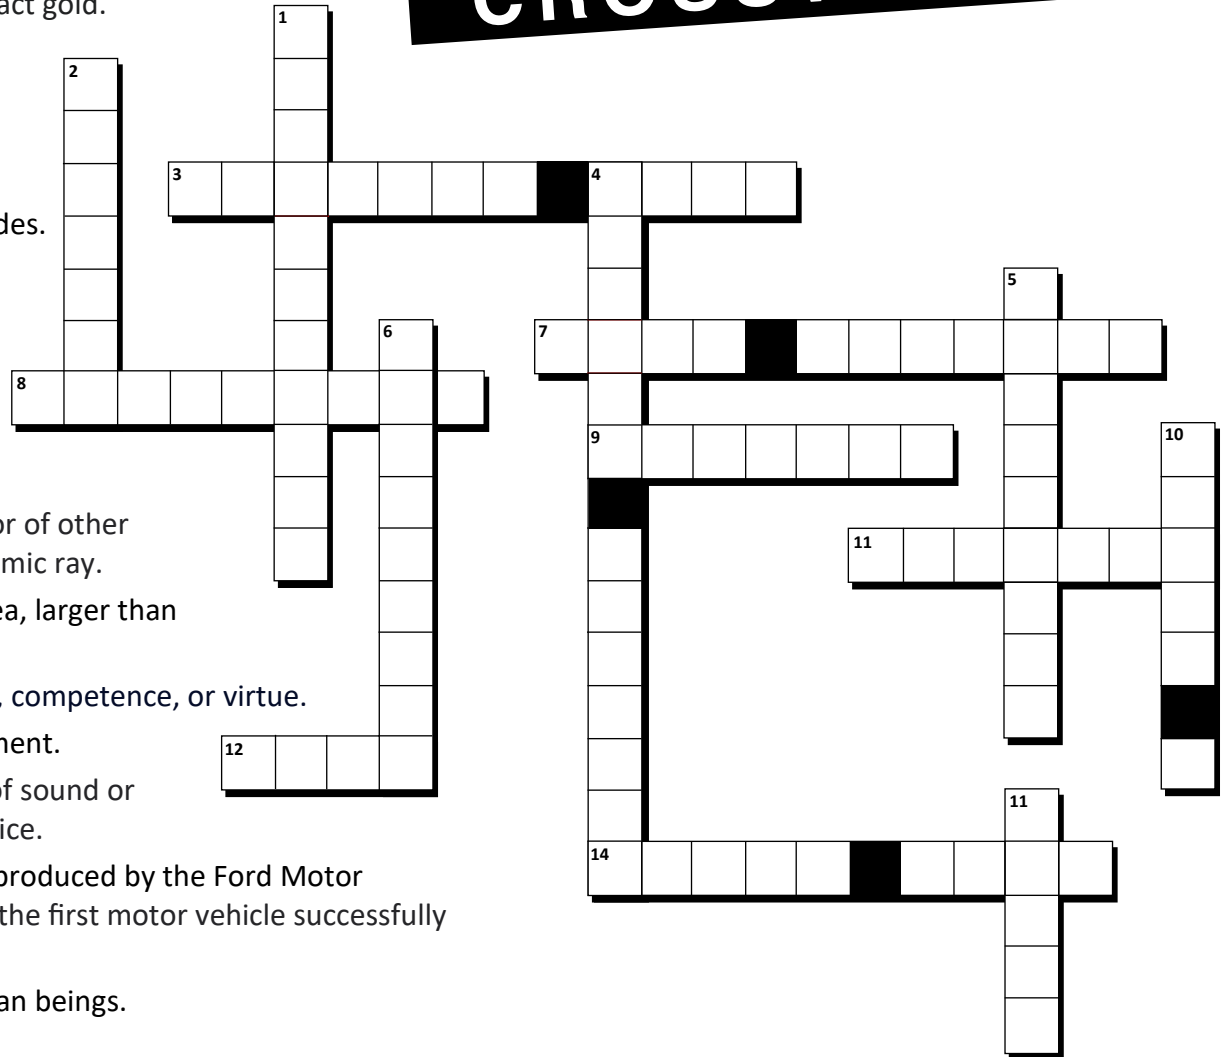 act gold.
CROSS
1
2
3
4
des.
5
6
7
8
9
10
or of other
11
mic ray.
ea, larger than
, competence, or virtue.
nent.
12
of sound or
11
ice.
14
produced by the Ford Motor
the first motor vehicle successfully
an beings.